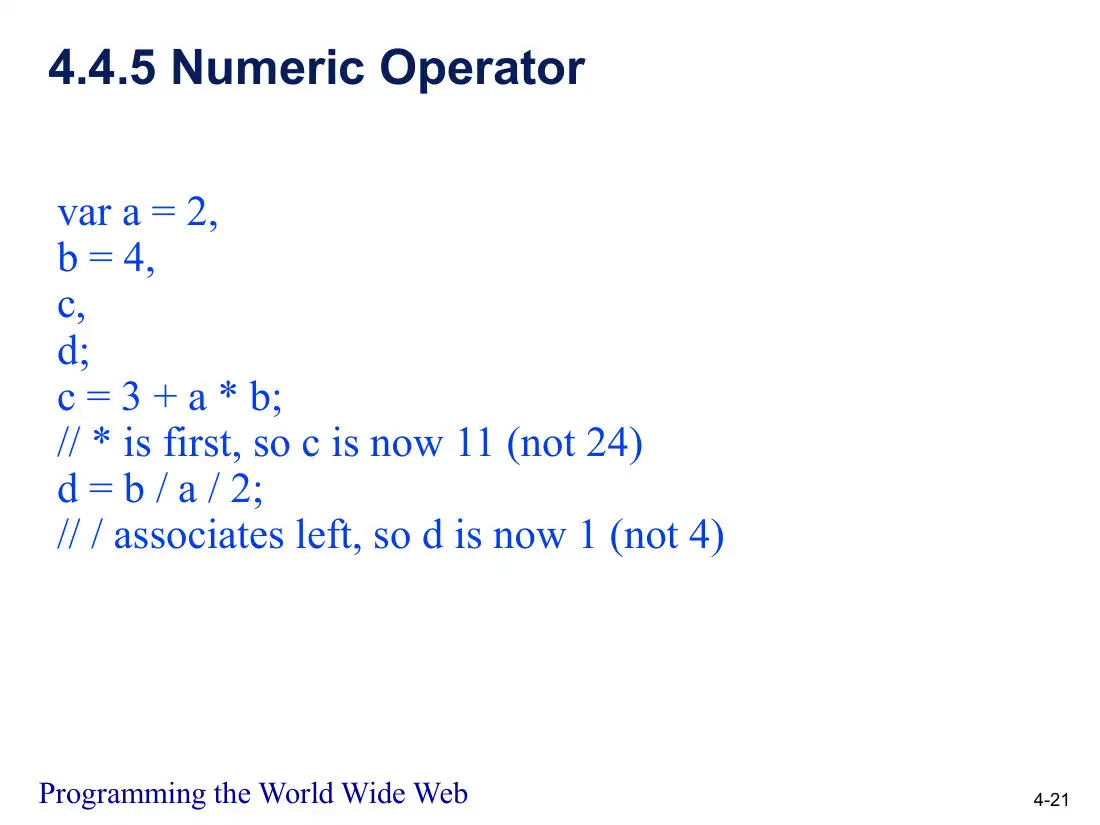 4.4.5 Numeric Operator
var a = 2,
b = 4,
c,
d;
c = 3 + a * b;
// * is first, so c is now 11 (not 24)
d = b / a / 2;
// / associates left, so d is now 1 (not 4)
Programming the World Wide Web
4-21